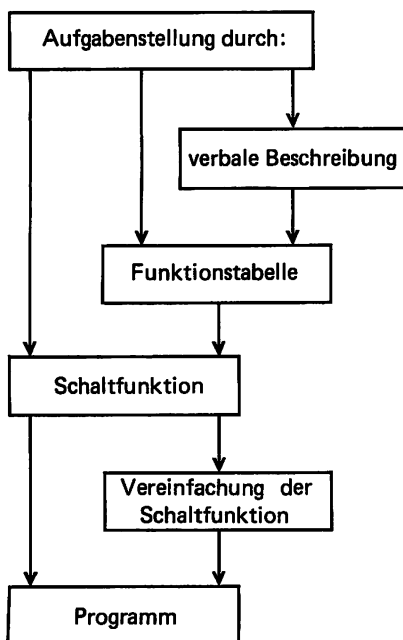 Aufgabenstellung durch:
verbale Beschreibung
Funktionstabelle
Schaltfunktion
Vereinfachung der
Schaltfunktion
Programm